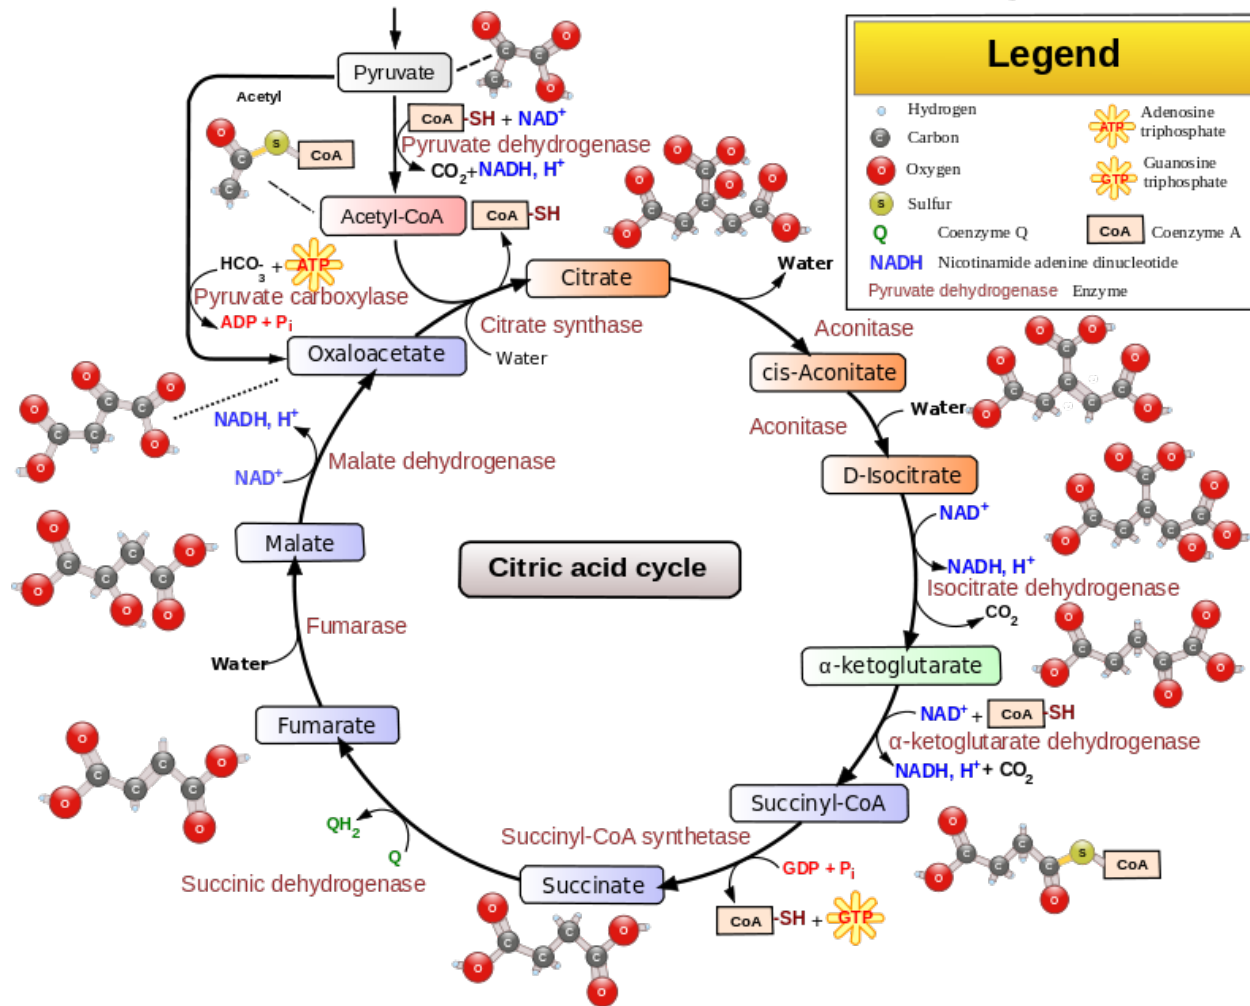 Legend
Hydrogen
Carbon
Oxygen
S Sulfur
Q Coenzyme Q
NADH Nicotinamide adenine dinucleotide
Pyruvate dehydrogenase Enzyme
ATP Adenosine triphosphate
GTP Guanosine triphosphate
CoA Coenzyme A
Pyruvate
Acetyl
CoA-SH + NAD+
Pyruvate dehydrogenase
CO2+NADH, H+
S CoA
Acetyl-CoA
CoA-SH
HCO3- + ATP
Pyruvate carboxylase
ADP + Pi
Citrate
Water
Citrate synthase
Water
Oxaloacetate
Aconitase
cis-Aconitate
Water
Aconitase
D-Isocitrate
NAD+
NADH, H+
Isocitrate dehydrogenase
CO2
α-ketoglutarate
NAD+ + CoA-SH
α-ketoglutarate dehydrogenase
NADH, H+ + CO2
Succinyl-CoA
S CoA
Succinyl-CoA synthetase
GDP + Pi
CoA-SH + GTP
Succinate
Q
QH2
Succinic dehydrogenase
Fumarate
Water
Fumarase
Malate
NAD+
NADH, H+
Malate dehydrogenase
Citric acid cycle